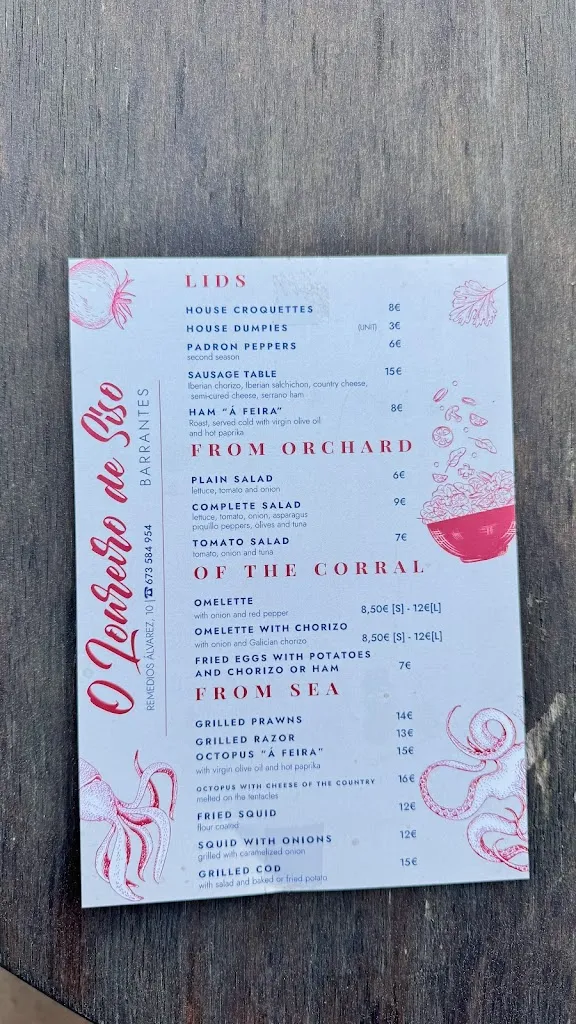 LIDS
HOUSE CROQUETTES 8€
HOUSE DUMPIES (UNIT) 3€
PADRON PEPPERS 6€
second season
SAUSAGE TABLE 15€
Iberian chorizo, Iberian salchichon, country cheese,
semi-cured cheese, serrano ham
HAM "Á FEIRA" 8€
Roast, served cold with virgin olive oil
and hot paprika
FROM ORCHARD
PLAIN SALAD 6€
lettuce, tomato and onion
COMPLETE SALAD 9€
lettuce, tomato, onion, asparagus
piquillo peppers, olives and tuna
TOMATO SALAD 7€
tomato, onion and tuna
OF THE CORRAL
OMELETTE 8,50€ [S] - 12€[L]
with onion and red pepper
OMELETTE WITH CHORIZO 8,50€ [S] - 12€[L]
with onion and Galician chorizo
FRIED EGGS WITH POTATOES
AND CHORIZO OR HAM 7€
FROM SEA
GRILLED PRAWNS 14€
GRILLED RAZOR 13€
OCTOPUS "Á FEIRA" 15€
with virgin olive oil and hot paprika
OCTOPUS WITH CHEESE OF THE COUNTRY 16€
melted on the tentacles
FRIED SQUID 12€
flour coated
SQUID WITH ONIONS 12€
grilled with caramelized onion
GRILLED COD 15€
with salad and baked or fried potato
O Loureiro de Siso
BARRANTES
REMEDIOS ÁLVAREZ, 10 | ☎673 584 954